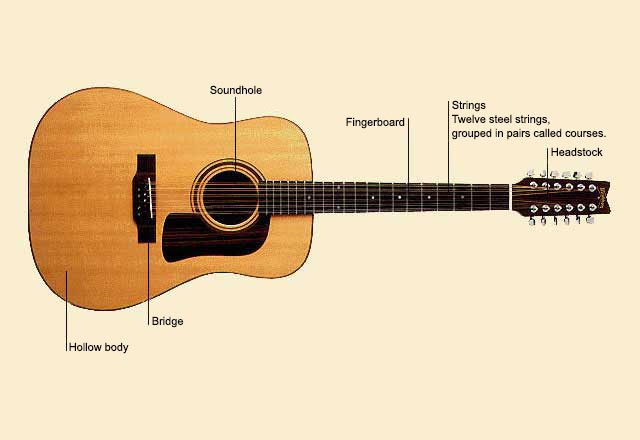 Soundhole
Fingerboard
Strings
Twelve steel strings,
grouped in pairs called courses.
Headstock
Bridge
Hollow body